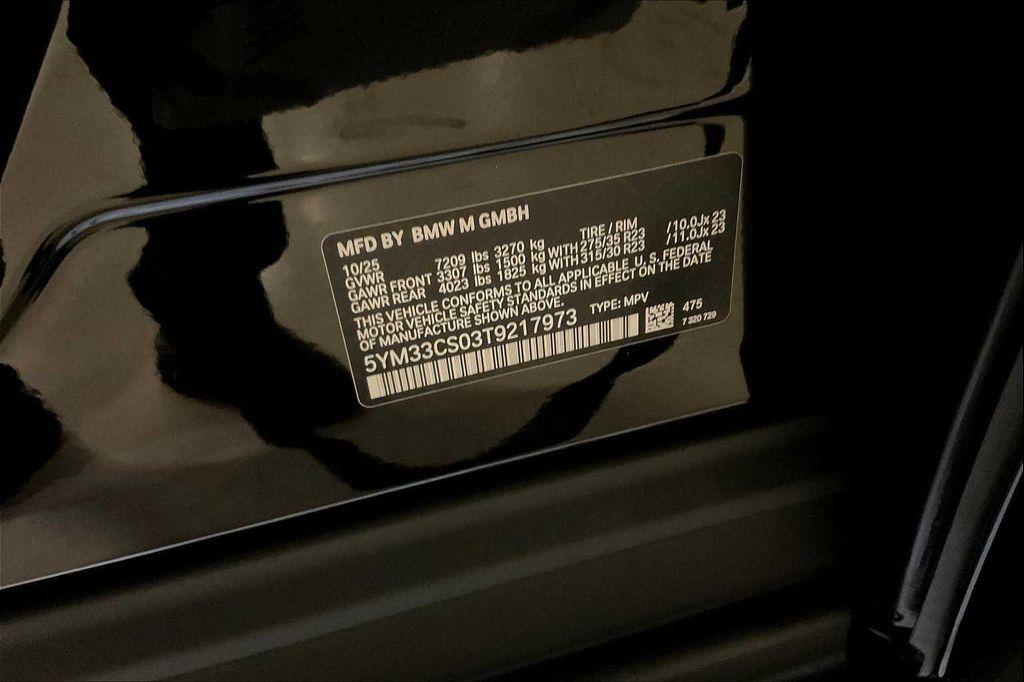 MFD BY BMW M GMBH
10/25 TIRE / RIM
GVWR 7209 lbs 3270 kg
GAWR FRONT 3307 lbs 1500 kg WITH 275/35 R23 /10.0Jx 23
GAWR REAR 4023 lbs 1825 kg WITH 315/30 R23 /11.0Jx 23
THIS VEHICLE CONFORMS TO ALL APPLICABLE U. S. FEDERAL
MOTOR VEHICLE SAFETY STANDARDS IN EFFECT ON THE DATE
OF MANUFACTURE SHOWN ABOVE.
TYPE: MPV
5YM33CS03T9217973
475
7 320 729